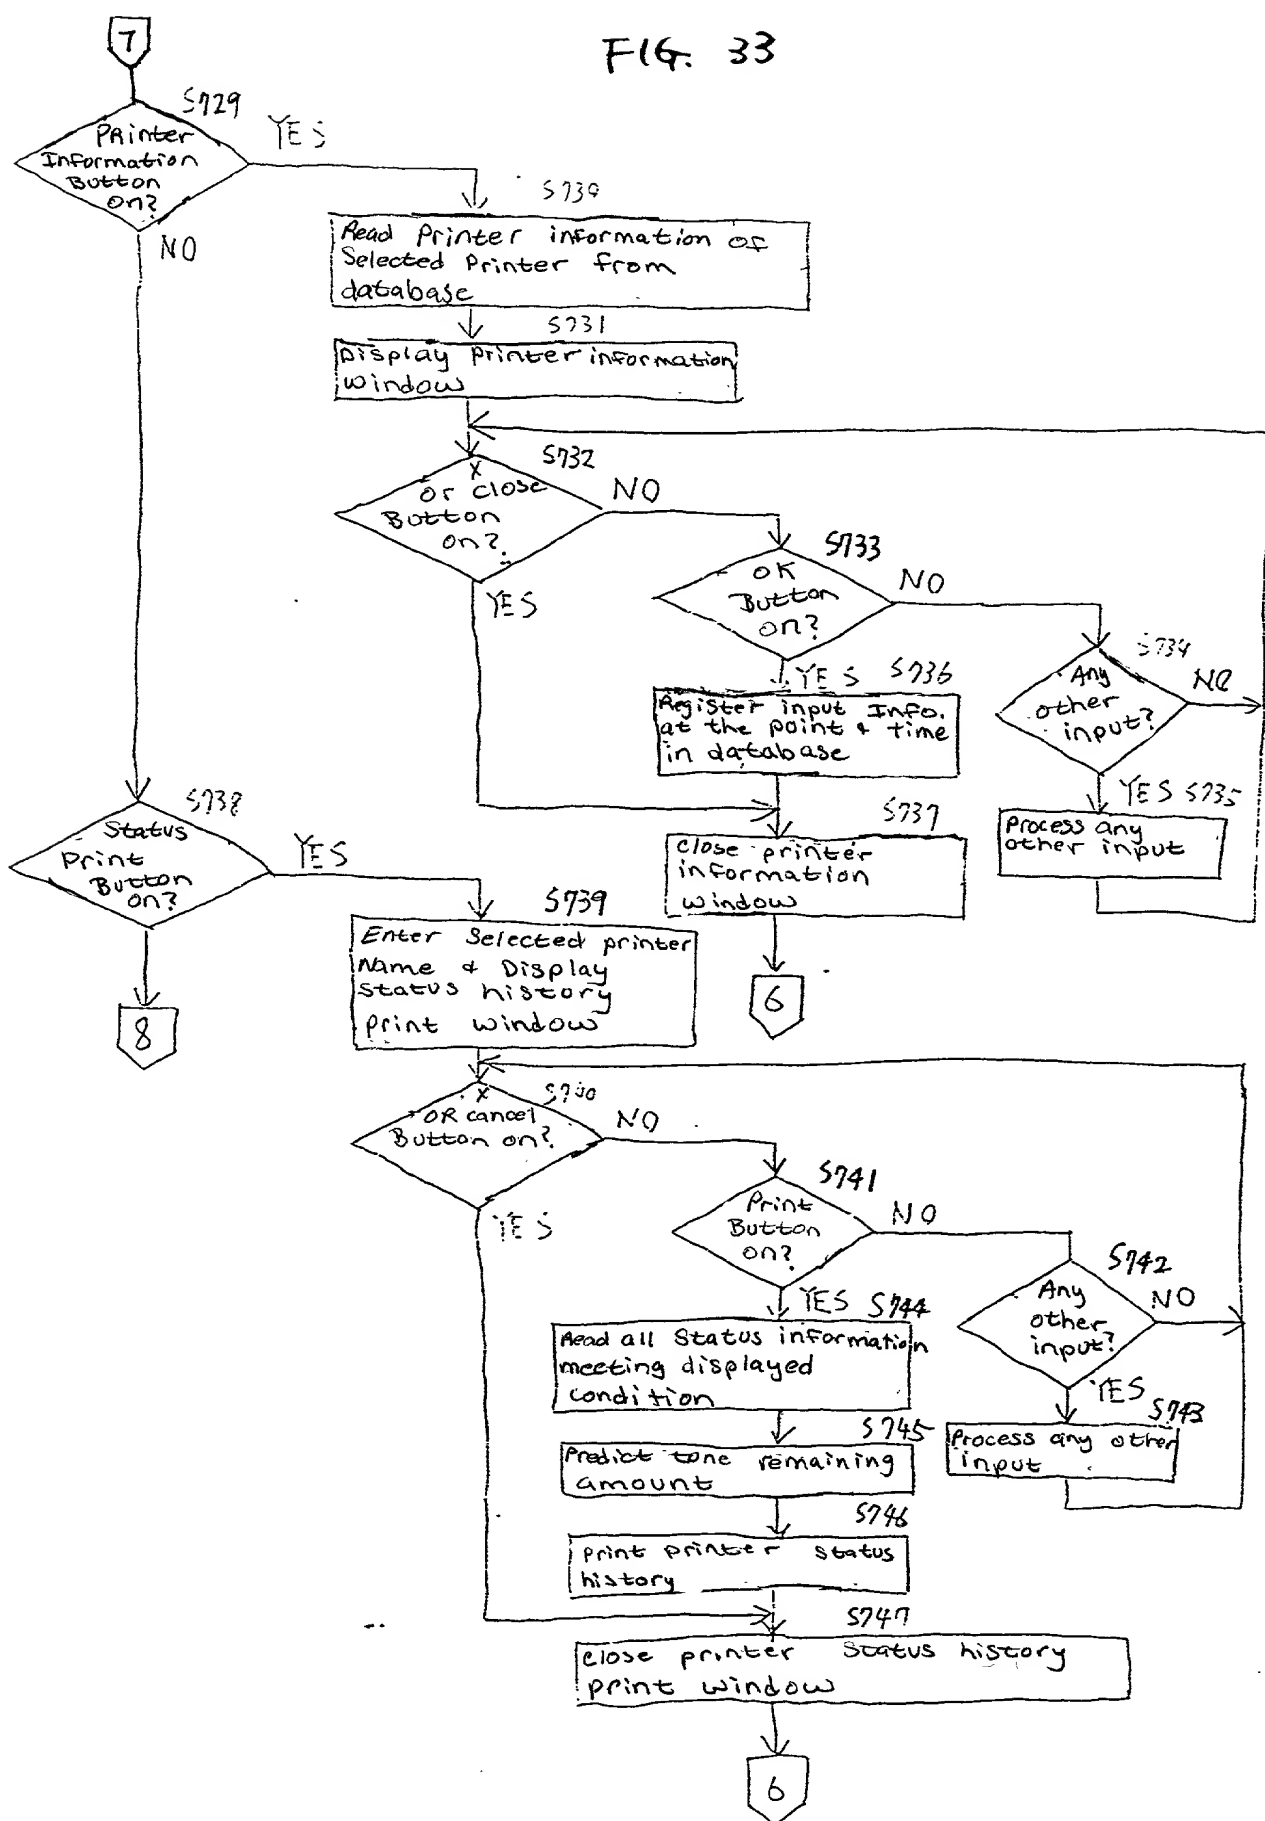 FIG. 33
7
S729
Printer
Information
Button
on?
YES
NO
S730
Read Printer information of
Selected Printer from
database
S731
Display Printer information
window
S732
X
or close
Button
on?
NO
YES
S733
OK
Button
on?
NO
YES
S734
Any
other
input?
NO
YES
S735
Process any
other input
S736
Register input Info.
at the point & time
in database
S737
close printer
information
window
6
S738
Status
Print
Button
on?
YES
8
S739
Enter Selected printer
Name & Display
Status history
print window
S740
X
OR cancel
Button on?
NO
YES
S741
Print
Button
on?
NO
YES
S742
Any
other
input?
NO
YES
S743
Process any other
input
S744
Read all Status information
meeting displayed
condition
S745
Predict tone remaining
amount
S746
Print printer status
history
S747
close printer Status history
print window
6